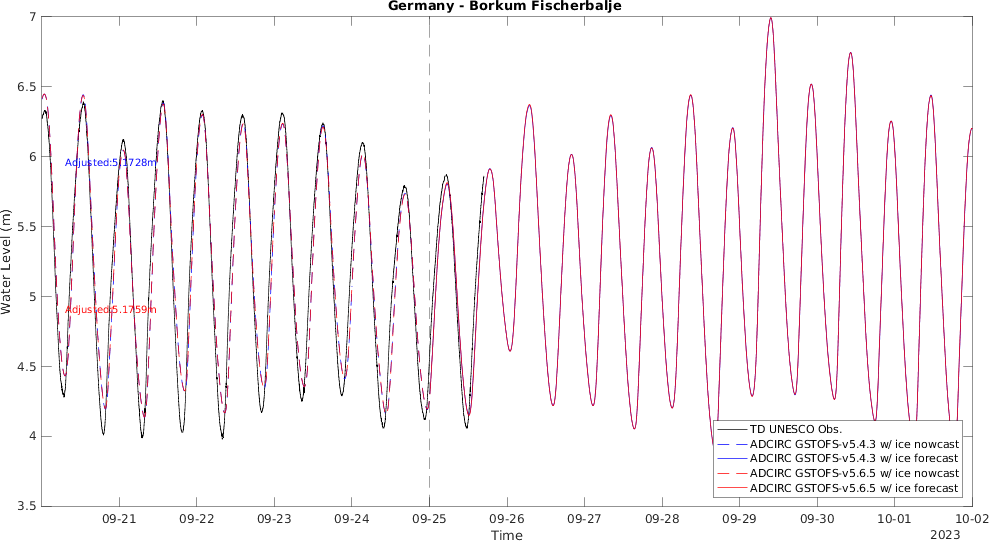 Germany - Borkum Fischerbalje
Water Level (m)
7
6.5
6
5.5
5
4.5
4
3.5
Adjusted:5.1728m
Adjusted:5.1759m
TD UNESCO Obs.
ADCIRC GSTOFS-v5.4.3 w/ ice nowcast
ADCIRC GSTOFS-v5.4.3 w/ ice forecast
ADCIRC GSTOFS-v5.6.5 w/ ice nowcast
ADCIRC GSTOFS-v5.6.5 w/ ice forecast
09-21 09-22 09-23 09-24 09-25 09-26 09-27 09-28 09-29 09-30 10-01 10-02
Time
2023